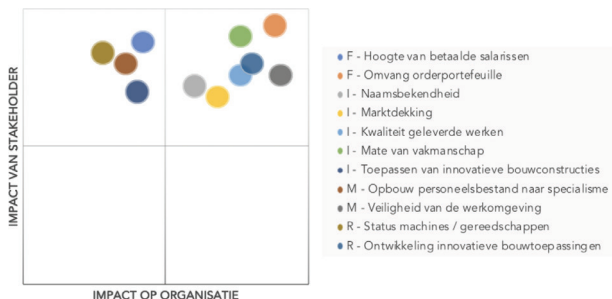 IMPACT VAN STAKEHOLDER
IMPACT OP ORGANISATIE
F - Hoogte van betaalde salarissen
F - Omvang orderportefeuille
I - Naamsbekendheid
I - Marktdekking
I - Kwaliteit geleverde werken
I - Mate van vakmanschap
I - Toepassen van innovatieve bouwconstructies
M - Opbouw personeelsbestand naar specialisme
M - Veiligheid van de werkomgeving
R - Status machines / gereedschappen
R - Ontwikkeling innovatieve bouwtoepassingen